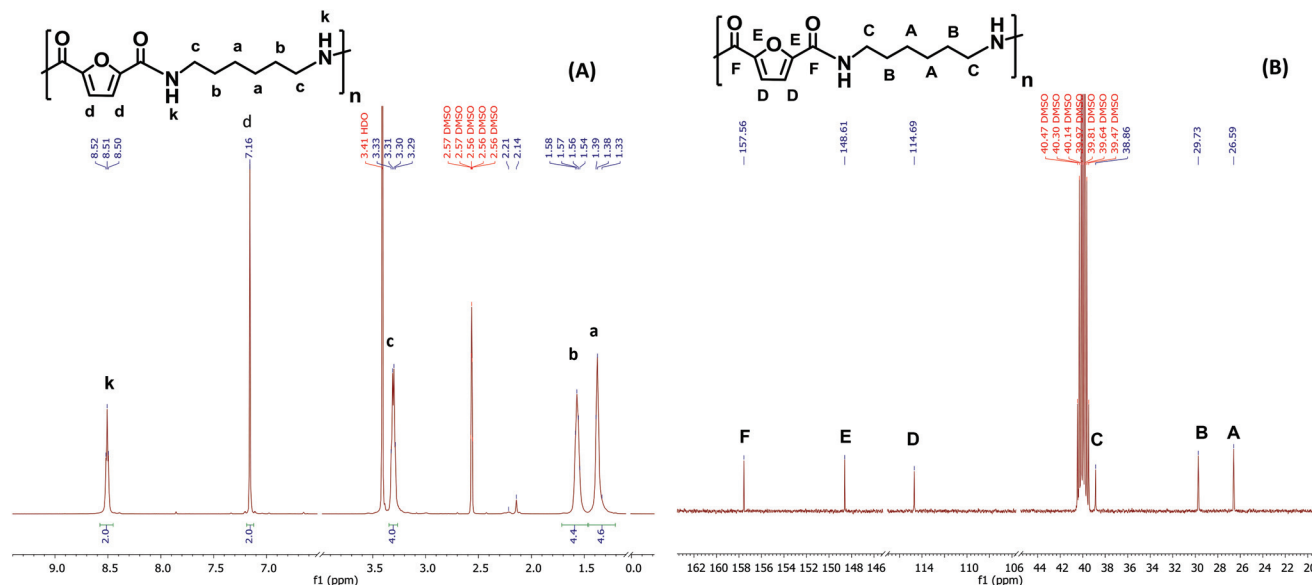 k
O
O
H
N
O
c
a
b
N
H
b
a
c
d
d
k
n
(A)
d
8.52
8.51
8.50
7.16
3.41 HDO
3.33
3.31
3.30
3.29
2.57 DMSO
2.57 DMSO
2.56 DMSO
2.56 DMSO
2.56 DMSO
2.21
2.14
1.58
1.57
1.56
1.54
1.39
1.38
1.33
k
c
b
a
2.0
2.0
4.0
4.4
4.6
9.0 8.5 8.0 7.5 7.0 3.5 3.0 2.5 2.0 1.5 1.0 0.5 0.0
f1 (ppm)
O
O
H
N
E O E
C
A
B
F
N
H
F
B
A
C
D
D
n
(B)
157.56
148.61
114.69
40.47 DMSO
40.30 DMSO
40.14 DMSO
39.97 DMSO
39.81 DMSO
39.64 DMSO
39.47 DMSO
38.86
29.73
26.59
F
E
D
C
B
A
162 160 158 156 154 152 150 148 146 114 106 44 42 40 38 36 34 32 30 28 26 24 22 20
f1 (ppm)